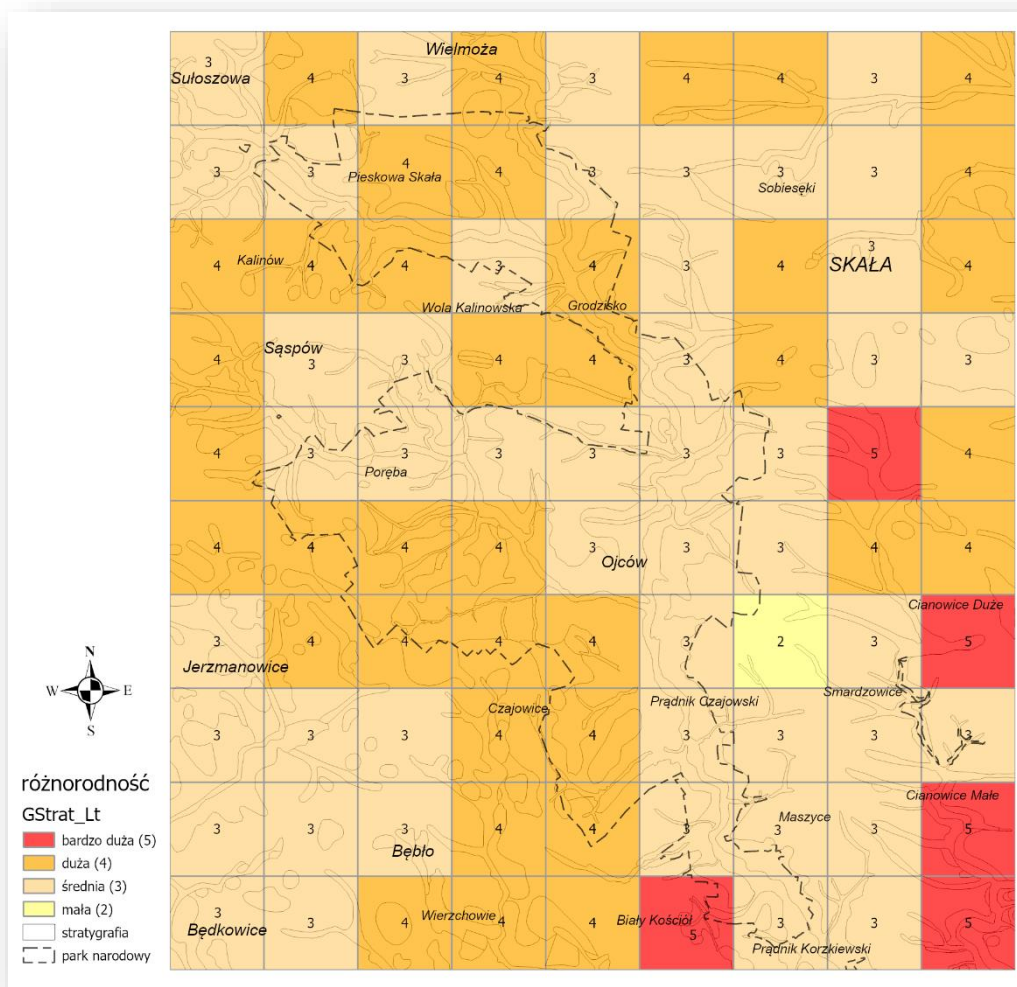 Wielmoża
3
Sułoszowa
4 3 4 3 4 4 3 4
3 3 4 4 3 3 3 3 4
Pieskowa Skała
Sobiesęki
3
4 4 4 3 4 3 4 4
Kalinów
SKAŁA
Wola Kalinowska
Grodzisko
Sąspów
4 3 3 4 4 3 4 3 3
4 3 3 3 3 3 3 5 4
Poręba
4 4 4 4 3 3 3 4 4
Ojców
Cianowice Duże
3 4 4 4 4 3 2 3 5
Jerzmanowice
Smardzowice
Prądnik Czajowski
Czajowice
3 3 3 4 4 3 3 3 3
Cianowice Małe
Maszyce
3 3 3 4 4 3 3 3 5
Bębło
3
Będkowice
3 4 4 4 5 3 3 5
Wierzchowie
Biały Kościół
Prądnik Korzkiewski
N
W E
S
różnorodność
GStrat_Lt
bardzo duża (5)
duża (4)
średnia (3)
mała (2)
stratygrafia
park narodowy